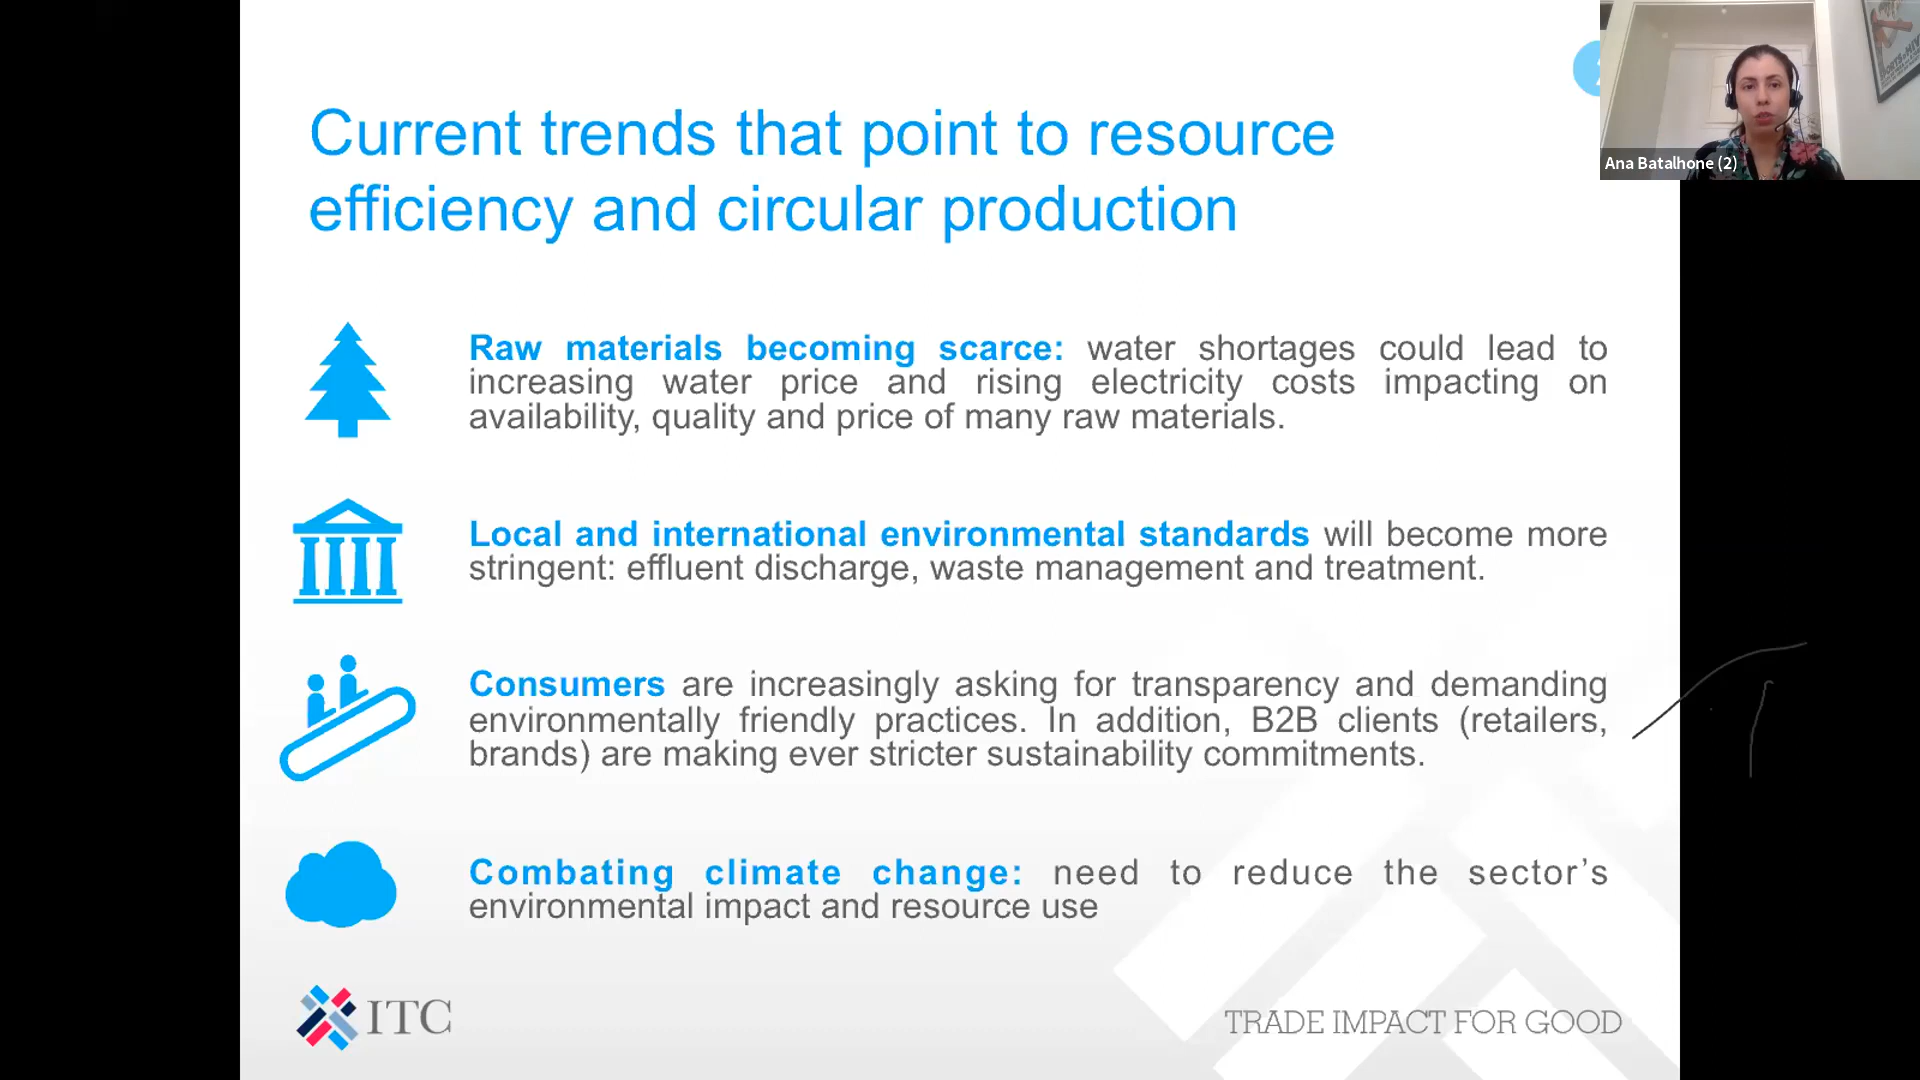 Current trends that point to resource
efficiency and circular production
Raw materials becoming scarce: water shortages could lead to
increasing water price and rising electricity costs impacting on
availability, quality and price of many raw materials.
Local and international environmental standards will become more
stringent: effluent discharge, waste management and treatment.
Consumers are increasingly asking for transparency and demanding
environmentally friendly practices. In addition, B2B clients (retailers,
brands) are making ever stricter sustainability commitments.
Combating climate change: need to reduce the sector’s
environmental impact and resource use
ITC
TRADE IMPACT FOR GOOD
Ana Batalhone (2)